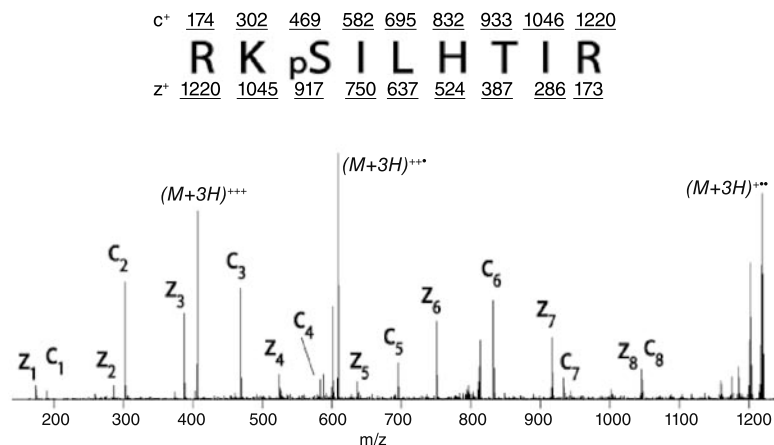 c⁺ 174 302 469 582 695 832 933 1046 1220
R K pS I L H T I R
z⁺ 1220 1045 917 750 637 524 387 286 173
(M+3H)⁺⁺•
(M+3H)⁺⁺⁺
(M+3H)⁺••
C₂
Z₃
C₃
C₄
C₆
Z₆
Z₇
Z₁ C₁ Z₂ Z₄ Z₅ C₅ C₇ Z₈ C₈
200 300 400 500 600 700 800 900 1000 1100 1200
m/z